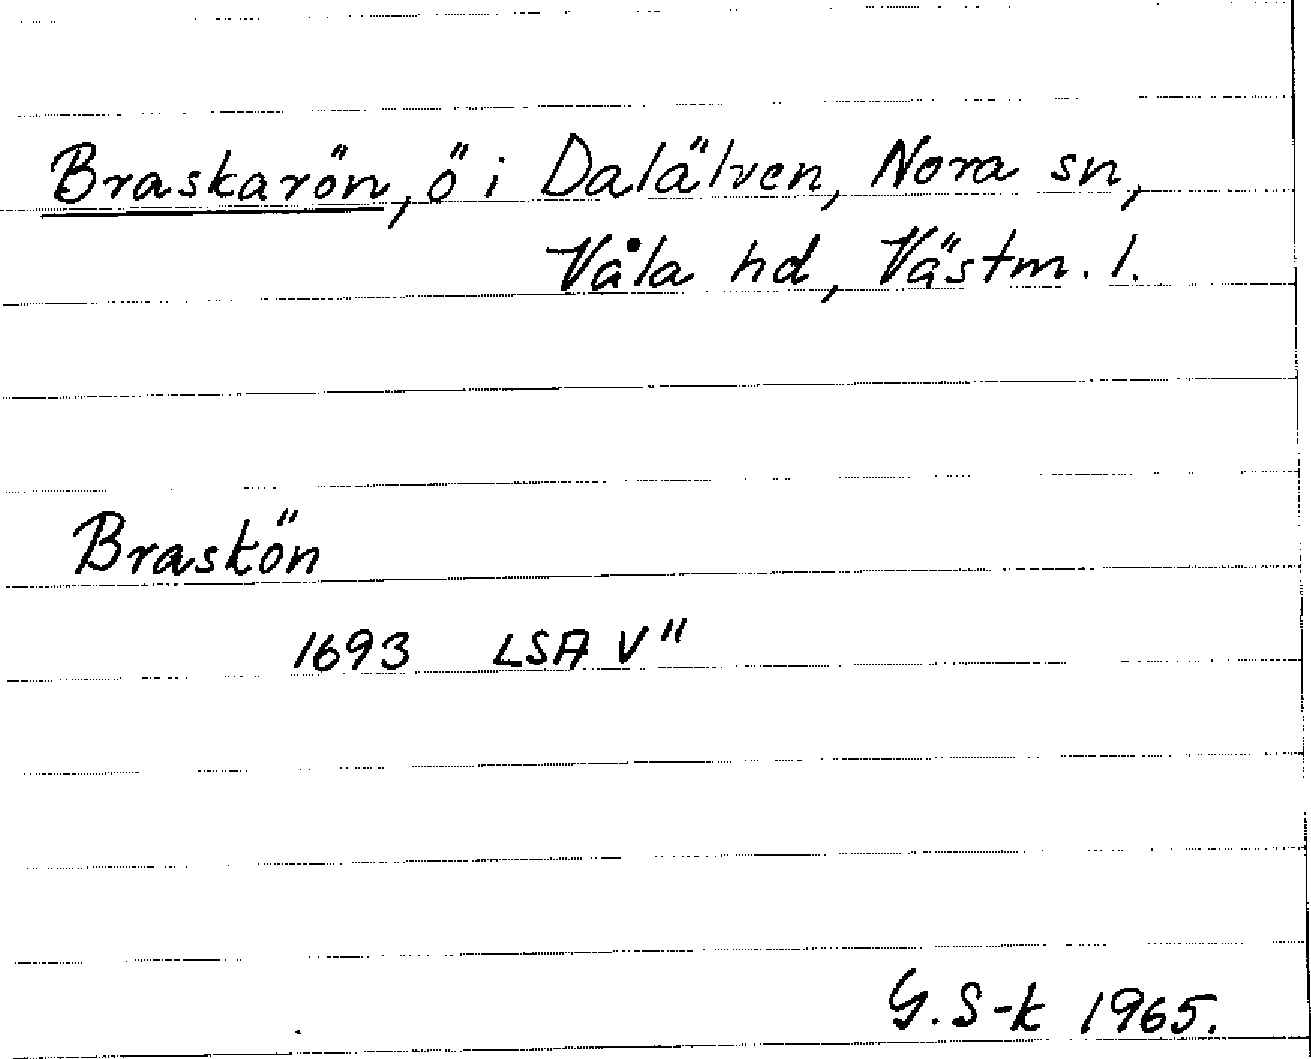 Braskarön, ö i Dalälven, Nora sn,
Våla hd, Västm. l.
Braskön
1693 LSA V"
G. S-k 1965.